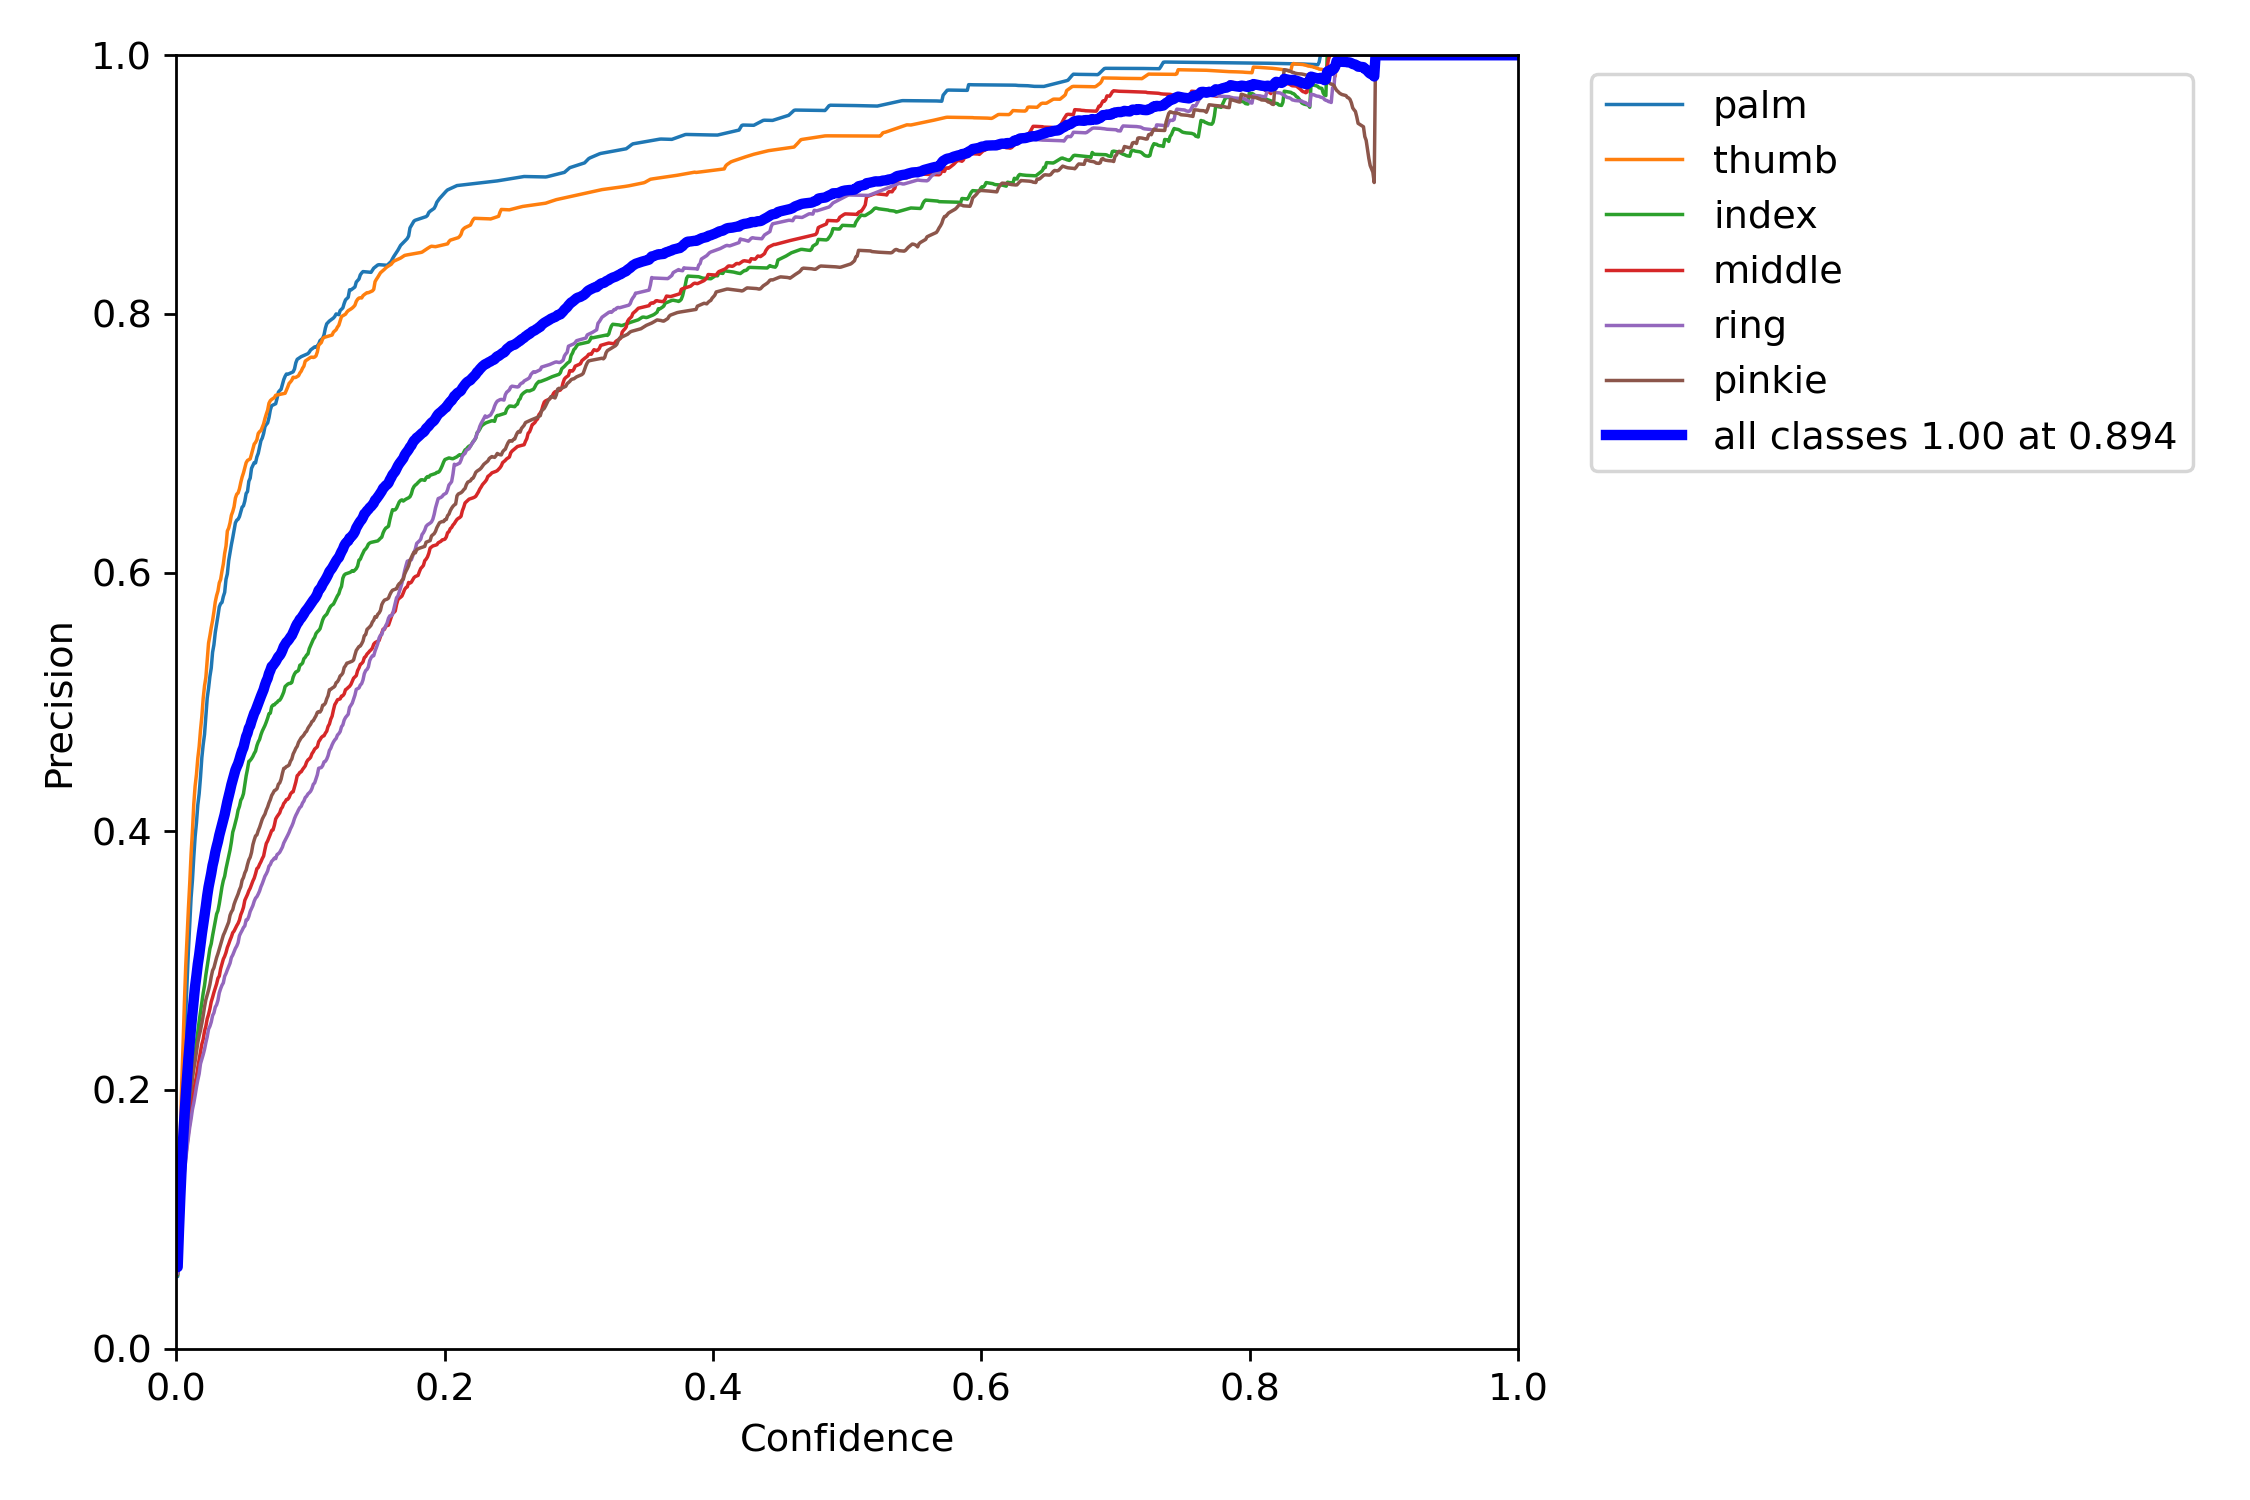 1.0
0.8
0.6
0.4
0.2
0.0
Precision
0.0 0.2 0.4 0.6 0.8 1.0
Confidence
palm
thumb
index
middle
ring
pinkie
all classes 1.00 at 0.894